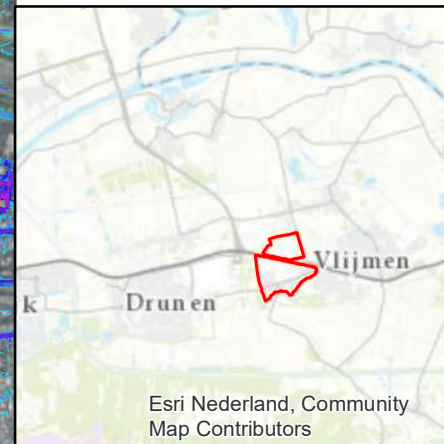 Vlijmen
k
Drunen
Esri Nederland, Community
Map Contributors